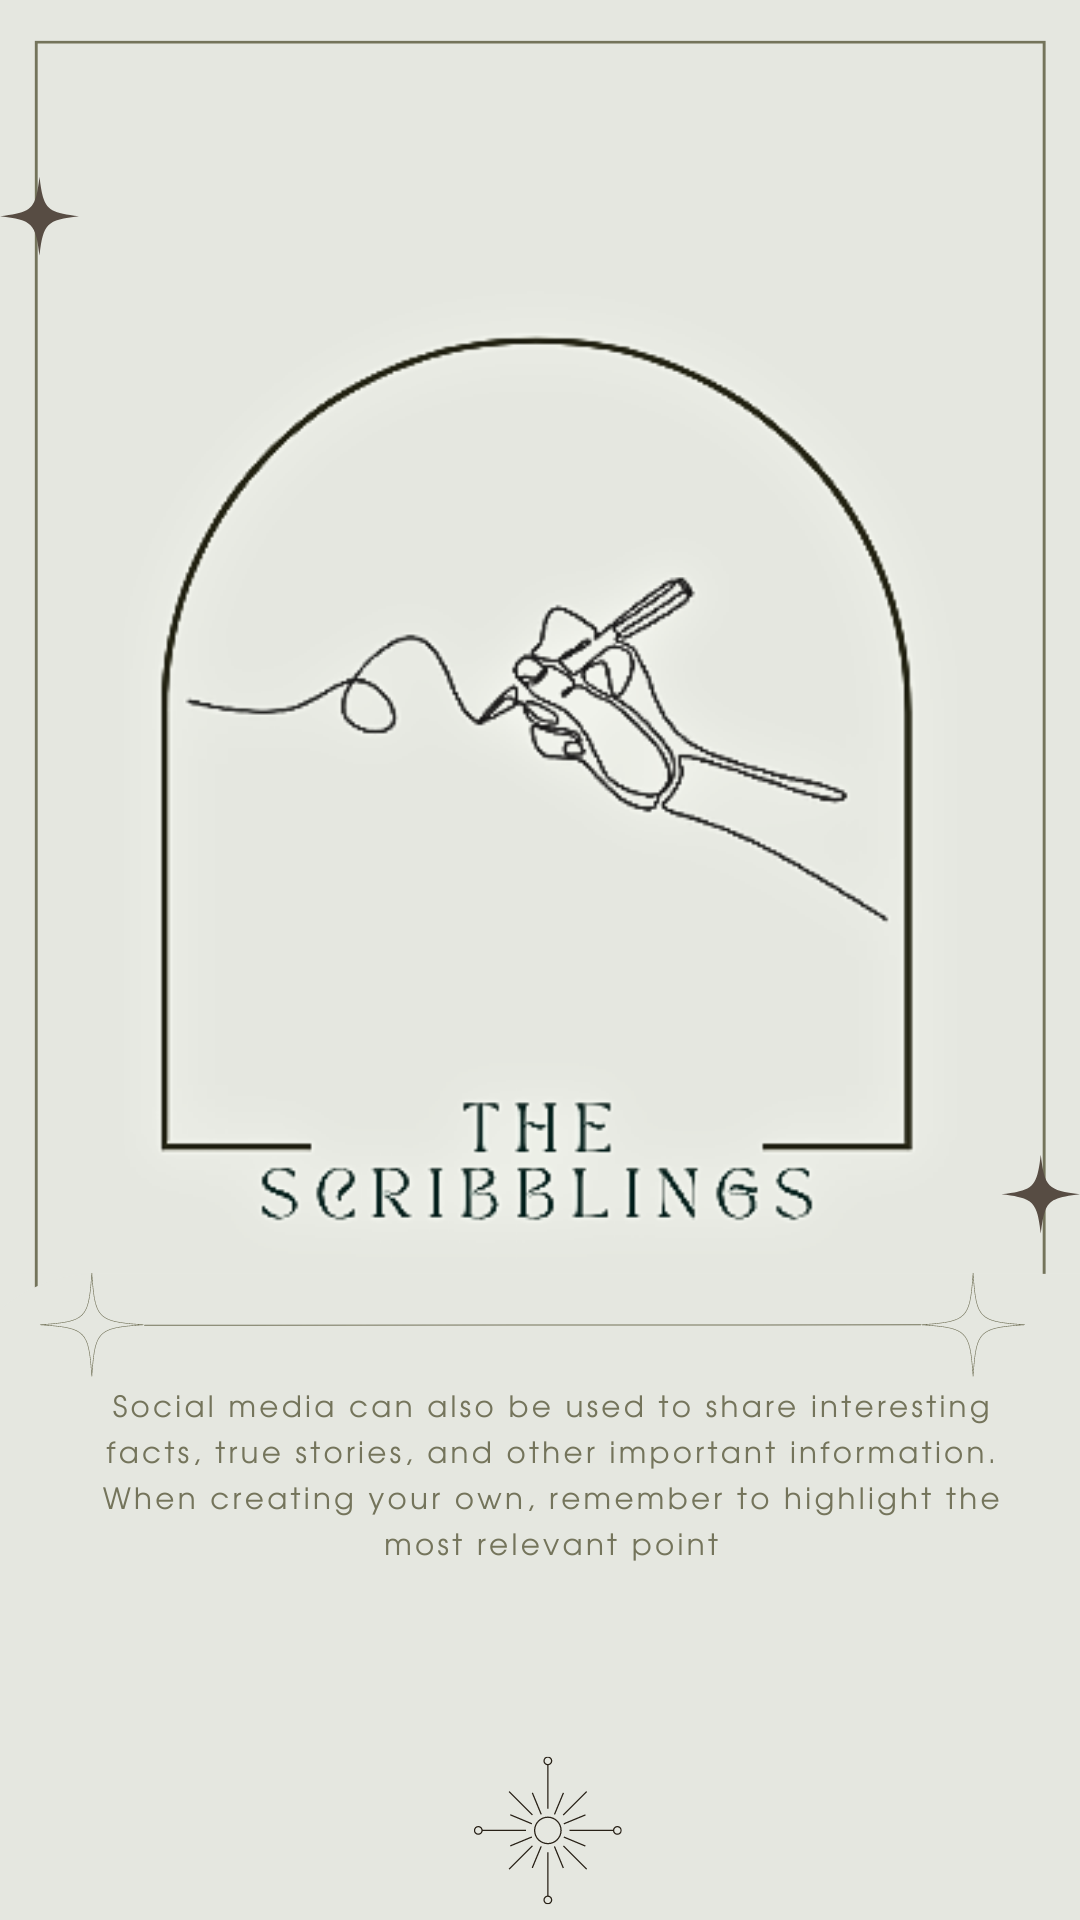 THE
SCRIBBLINGS
Social media can also be used to share interesting
facts, true stories, and other important information.
When creating your own, remember to highlight the
most relevant point